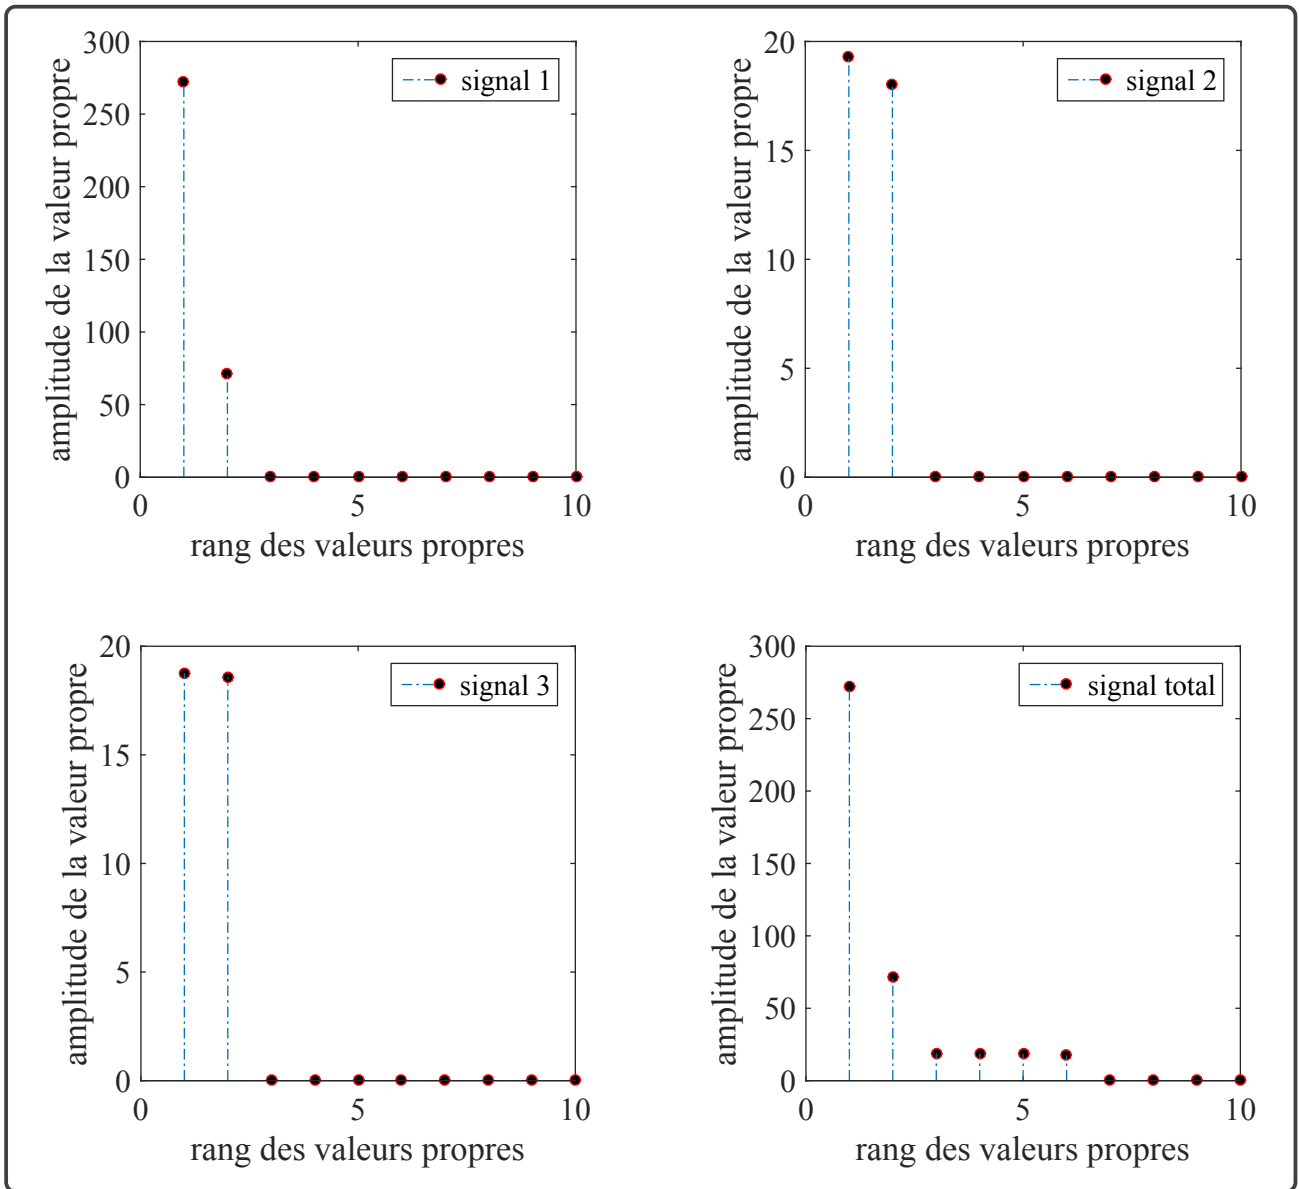 300
250
200
150
100
50
0
amplitude de la valeur propre
signal 1
0 5 10
rang des valeurs propres
20
15
10
5
0
amplitude de la valeur propre
signal 2
0 5 10
rang des valeurs propres
20
15
10
5
0
amplitude de la valeur propre
signal 3
0 5 10
rang des valeurs propres
300
250
200
150
100
50
0
amplitude de la valeur propre
signal total
0 5 10
rang des valeurs propres